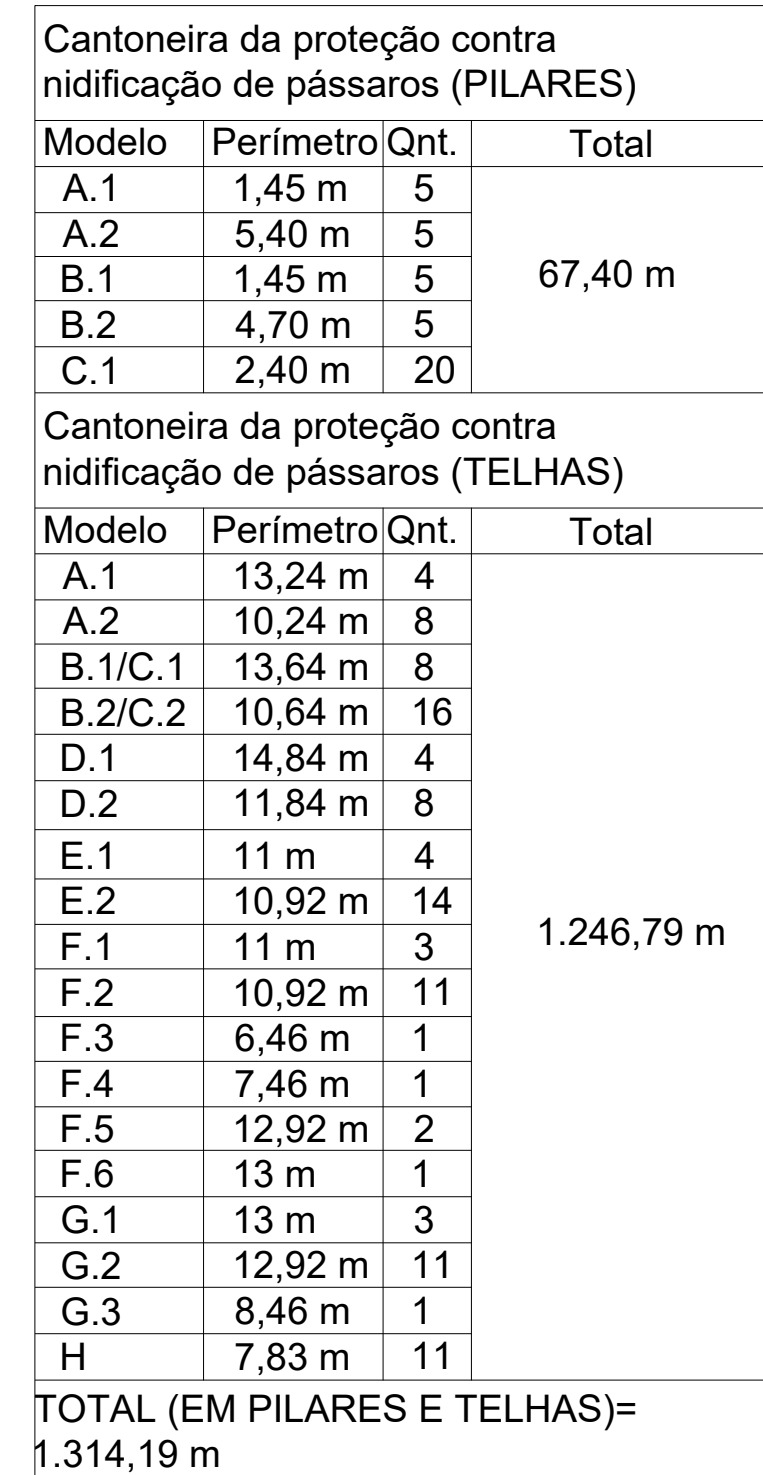 Cantoneira da proteção contra
nidificação de pássaros (PILARES)
Modelo Perímetro Qnt. Total
A.1 1,45 m 5
A.2 5,40 m 5
B.1 1,45 m 5
67,40 m
B.2 4,70 m 5
C.1 2,40 m 20
Cantoneira da proteção contra
nidificação de pássaros (TELHAS)
Modelo Perímetro Qnt. Total
A.1 13,24 m 4
A.2 10,24 m 8
B.1/C.1 13,64 m 8
B.2/C.2 10,64 m 16
D.1 14,84 m 4
D.2 11,84 m 8
E.1 11 m 4
E.2 10,92 m 14
1.246,79 m
F.1 11 m 3
F.2 10,92 m 11
F.3 6,46 m 1
F.4 7,46 m 1
F.5 12,92 m 2
F.6 13 m 1
G.1 13 m 3
G.2 12,92 m 11
G.3 8,46 m 1
H 7,83 m 11
TOTAL (EM PILARES E TELHAS)=
1.314,19 m